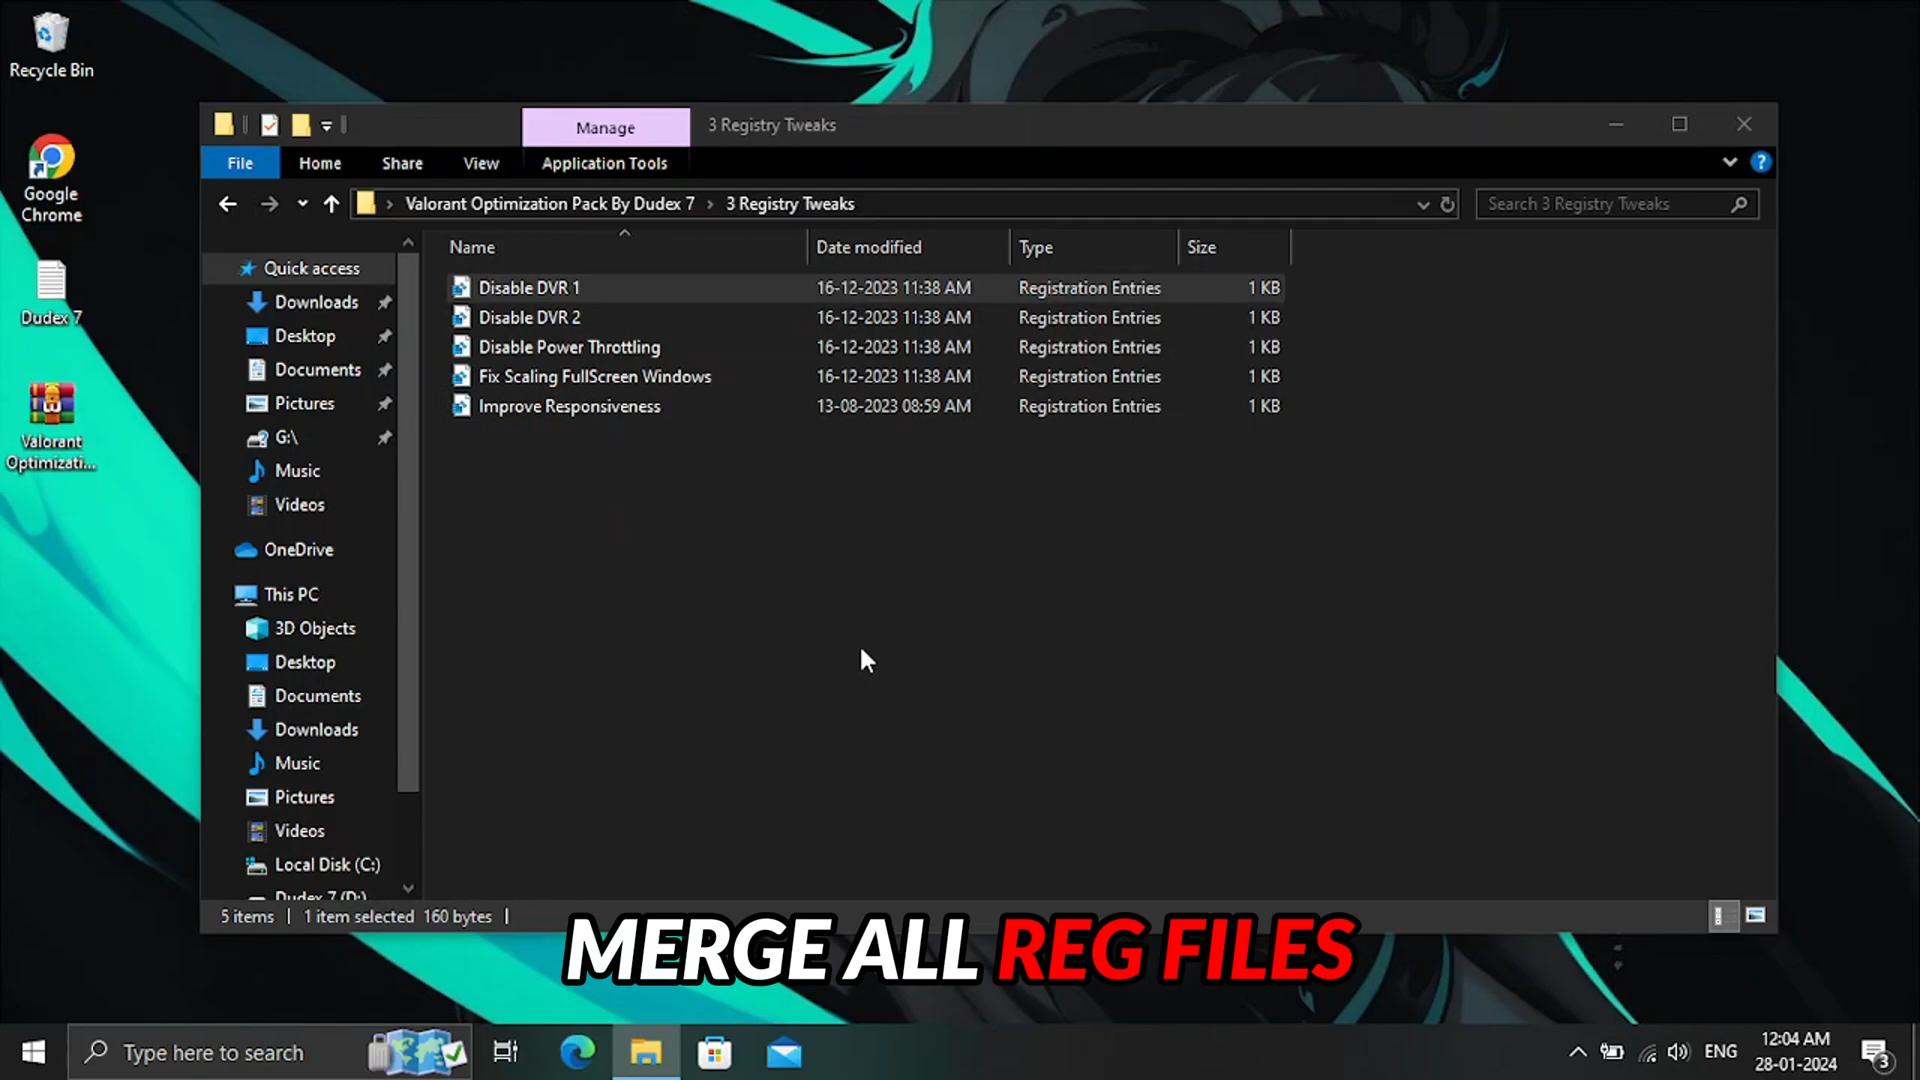 Recycle Bin
Google
Chrome
Dudex 7
Valorant
Optimizati...
Manage
3 Registry Tweaks
File
Home
Share
View
Application Tools
Valorant Optimization Pack By Dudex 7 > 3 Registry Tweaks
Search 3 Registry Tweaks
Name
Date modified
Type
Size
Quick access
Downloads
Desktop
Documents
Pictures
G:\
Music
Videos
OneDrive
This PC
3D Objects
Desktop
Documents
Downloads
Music
Pictures
Videos
Local Disk (C:)
Dudex 7 (D:)
Disable DVR 1 16-12-2023 11:38 AM Registration Entries 1 KB
Disable DVR 2 16-12-2023 11:38 AM Registration Entries 1 KB
Disable Power Throttling 16-12-2023 11:38 AM Registration Entries 1 KB
Fix Scaling FullScreen Windows 16-12-2023 11:38 AM Registration Entries 1 KB
Improve Responsiveness 13-08-2023 08:59 AM Registration Entries 1 KB
5 items
1 item selected 160 bytes
MERGE ALL REG FILES
Type here to search
ENG
12:04 AM
28-01-2024
3